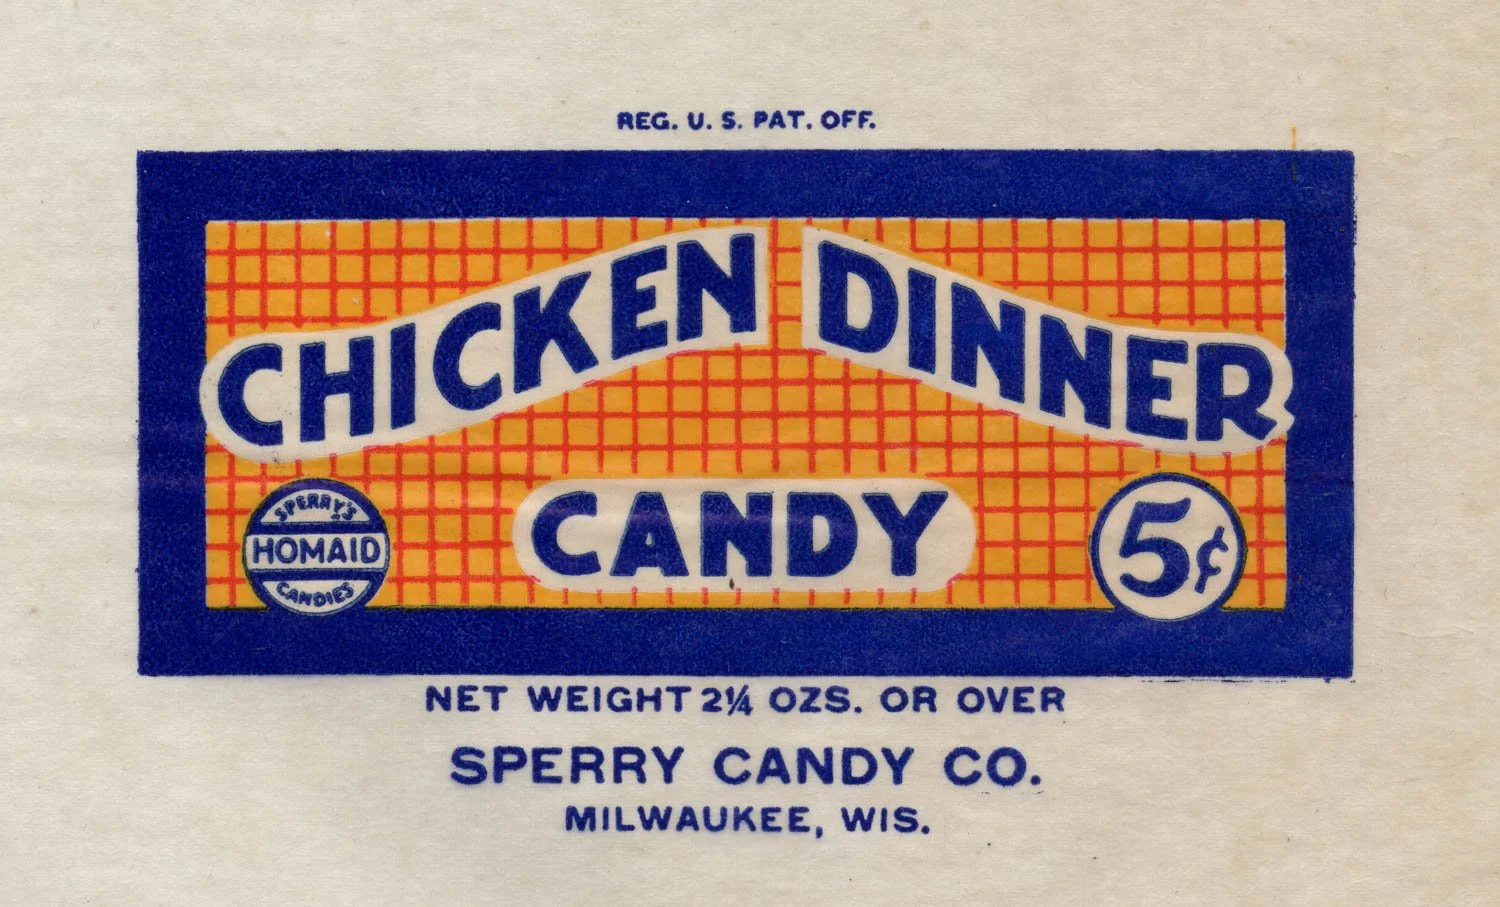 REG. U. S. PAT. OFF.
CHICKEN DINNER
CANDY
SPERRY'S
HOMAID
CANDIES
5¢
NET WEIGHT 2¼ OZS. OR OVER
SPERRY CANDY CO.
MILWAUKEE, WIS.